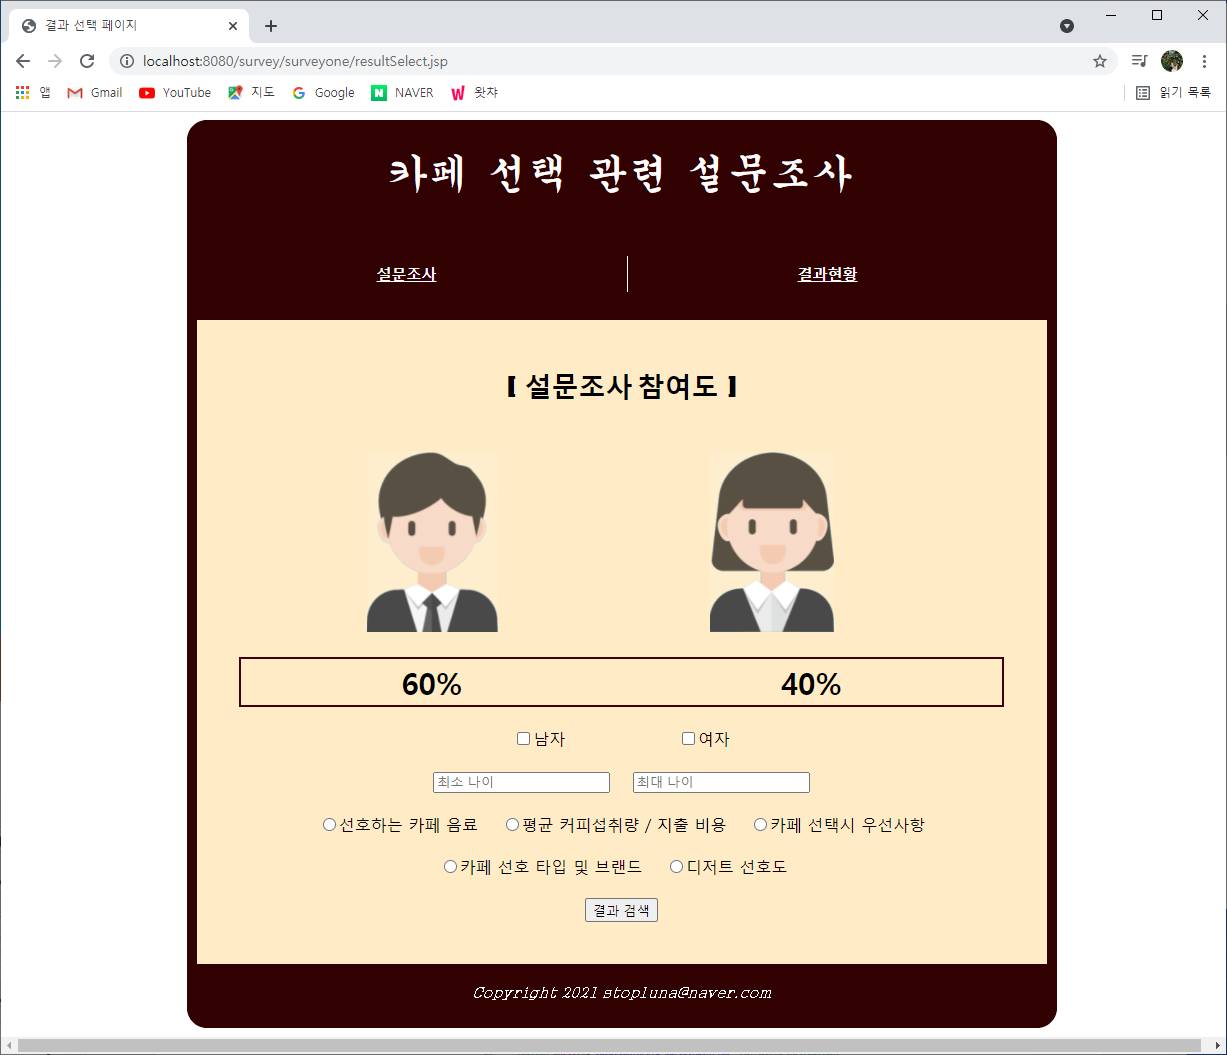 결과 선택 페이지
localhost:8080/survey/surveyone/resultSelect.jsp
앱 Gmail YouTube 지도 Google NAVER 왓챠 읽기 목록
카페 선택 관련 설문조사
설문조사 결과현황
【 설문조사 참여도 】
60% 40%
남자 여자
최소 나이 최대 나이
선호하는 카페 음료 평균 커피섭취량 / 지출 비용 카페 선택시 우선사항
카페 선호 타입 및 브랜드 디저트 선호도
결과 검색
Copyright 2021 stopluna@naver.com